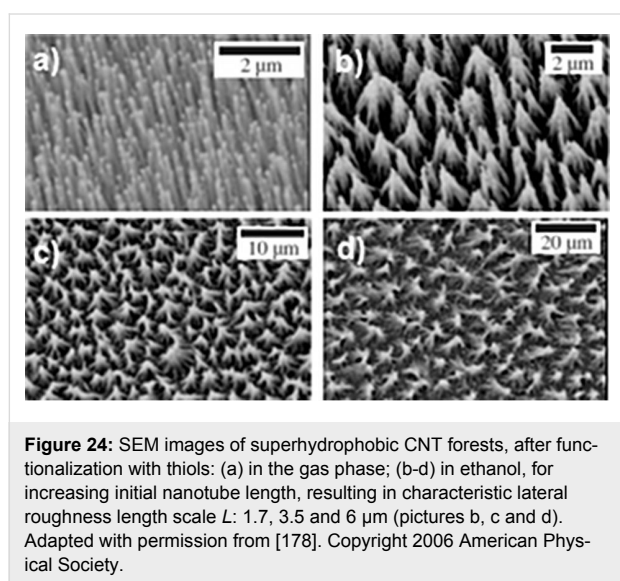 a)
2 μm
b)
2 μm
c)
10 μm
d)
20 μm
Figure 24: SEM images of superhydrophobic CNT forests, after func-
tionalization with thiols: (a) in the gas phase; (b-d) in ethanol, for
increasing initial nanotube length, resulting in characteristic lateral
roughness length scale L: 1.7, 3.5 and 6 μm (pictures b, c and d).
Adapted with permission from [178]. Copyright 2006 American Phys-
ical Society.